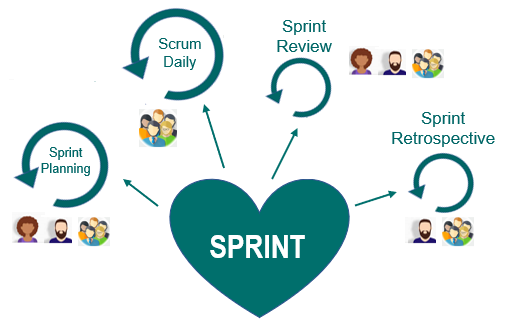 Sprint
Planning
Scrum
Daily
Sprint
Review
Sprint
Retrospective
SPRINT